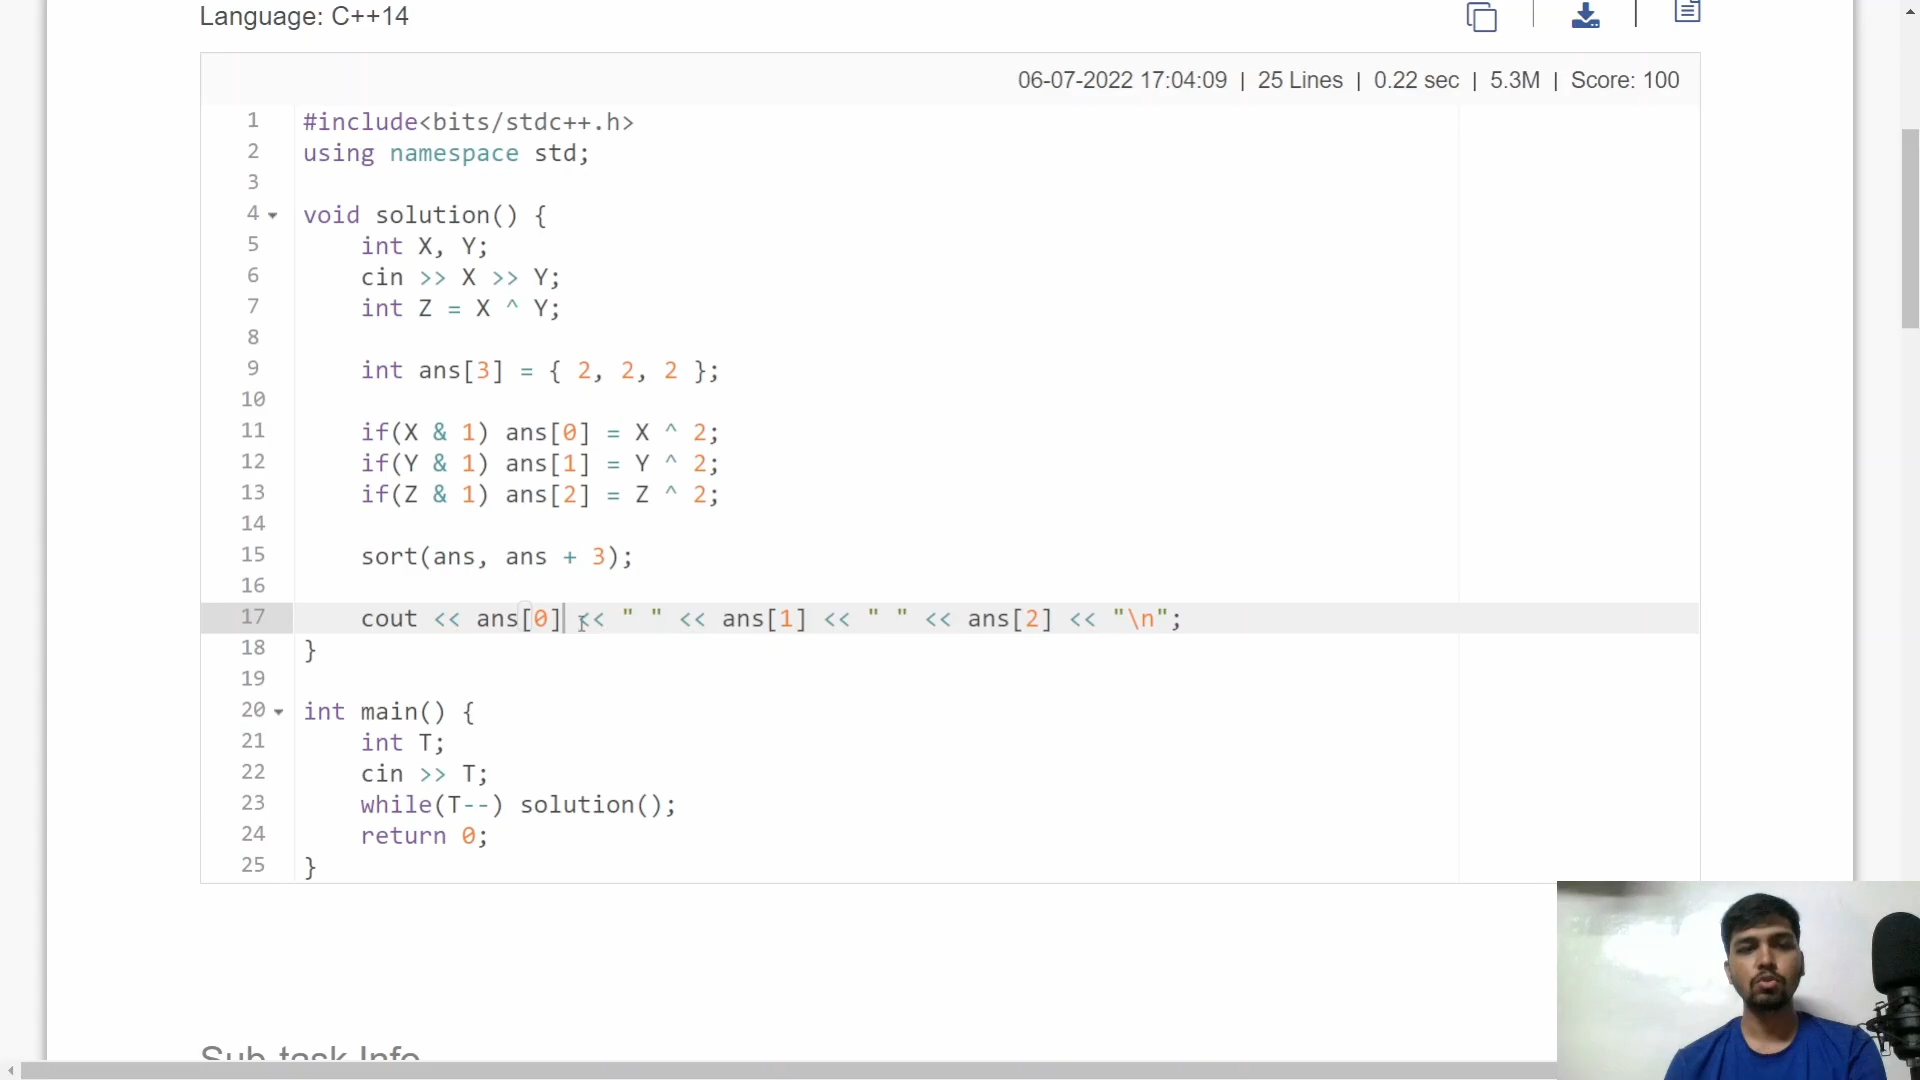 Language: C++14
06-07-2022 17:04:09 | 25 Lines | 0.22 sec | 5.3M | Score: 100
1 #include<bits/stdc++.h>
2 using namespace std;
3
4 void solution() {
5 int X, Y;
6 cin >> X >> Y;
7 int Z = X ^ Y;
8
9 int ans[3] = { 2, 2, 2 };
10
11 if(X & 1) ans[0] = X ^ 2;
12 if(Y & 1) ans[1] = Y ^ 2;
13 if(Z & 1) ans[2] = Z ^ 2;
14
15 sort(ans, ans + 3);
16
17 cout << ans[0] << " " << ans[1] << " " << ans[2] << "\n";
18 }
19
20 int main() {
21 int T;
22 cin >> T;
23 while(T--) solution();
24 return 0;
25 }
Sub-task Info